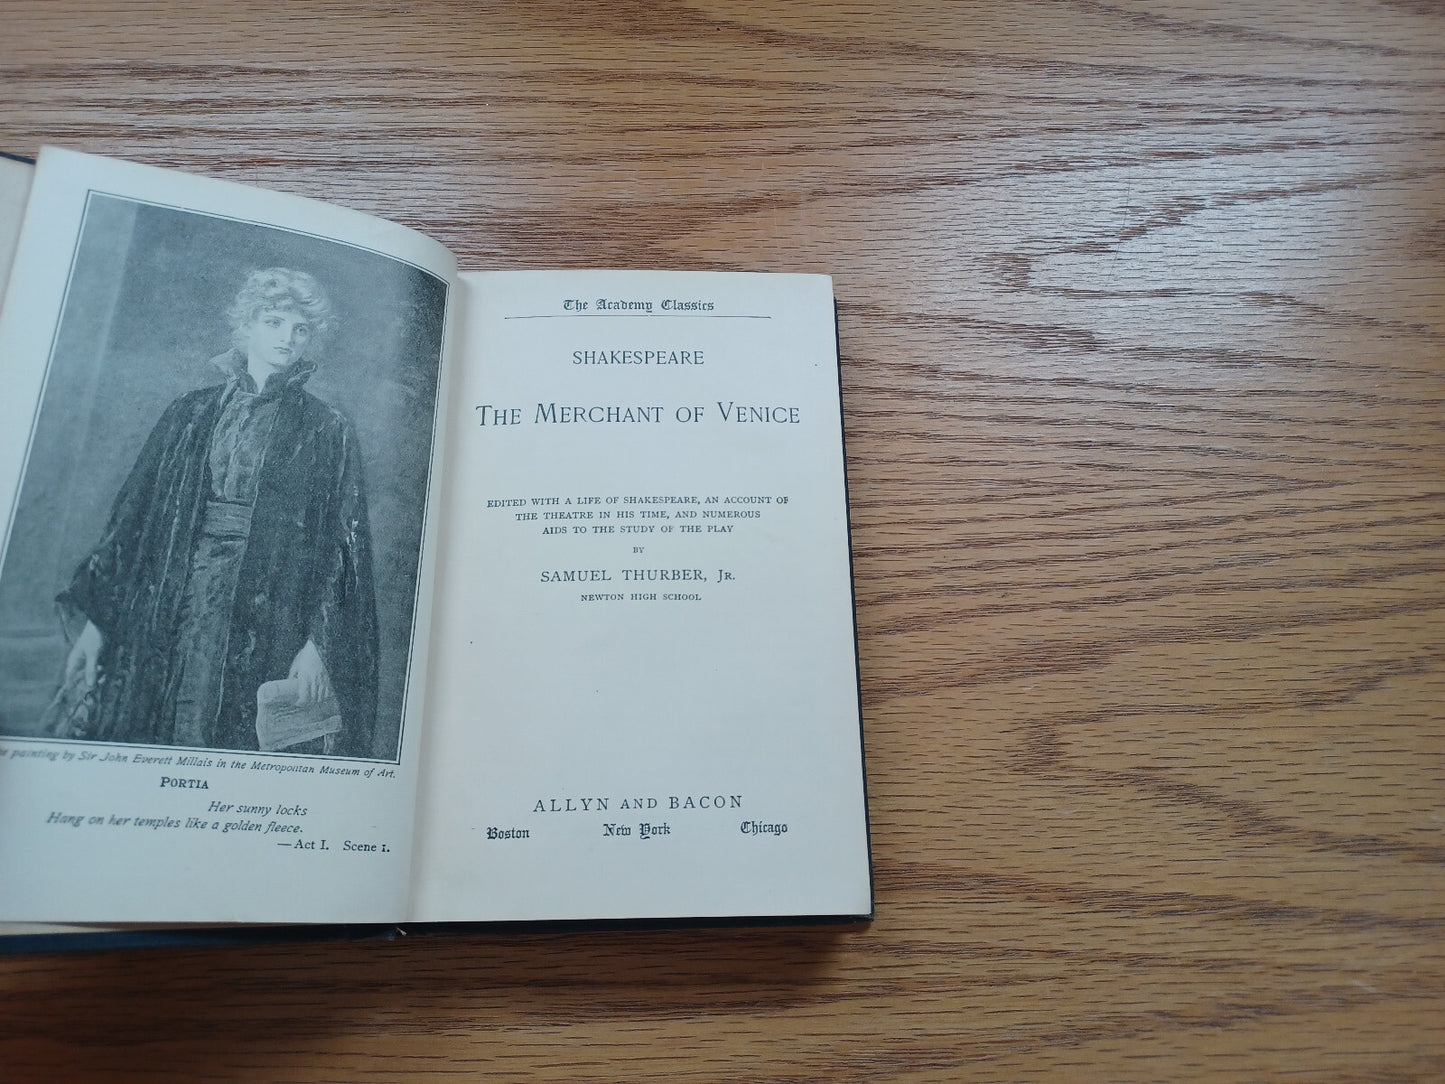 painting by Sir John Everett Millais in the Metropolitan Museum of Art.
PORTIA
Her sunny locks
Hang on her temples like a golden fleece.
—Act I. Scene 1.
The Academy Classics
SHAKESPEARE
THE MERCHANT OF VENICE
EDITED WITH A LIFE OF SHAKESPEARE, AN ACCOUNT OF
THE THEATRE IN HIS TIME, AND NUMEROUS
AIDS TO THE STUDY OF THE PLAY
BY
SAMUEL THURBER, JR.
NEWTON HIGH SCHOOL
ALLYN AND BACON
Boston New York Chicago